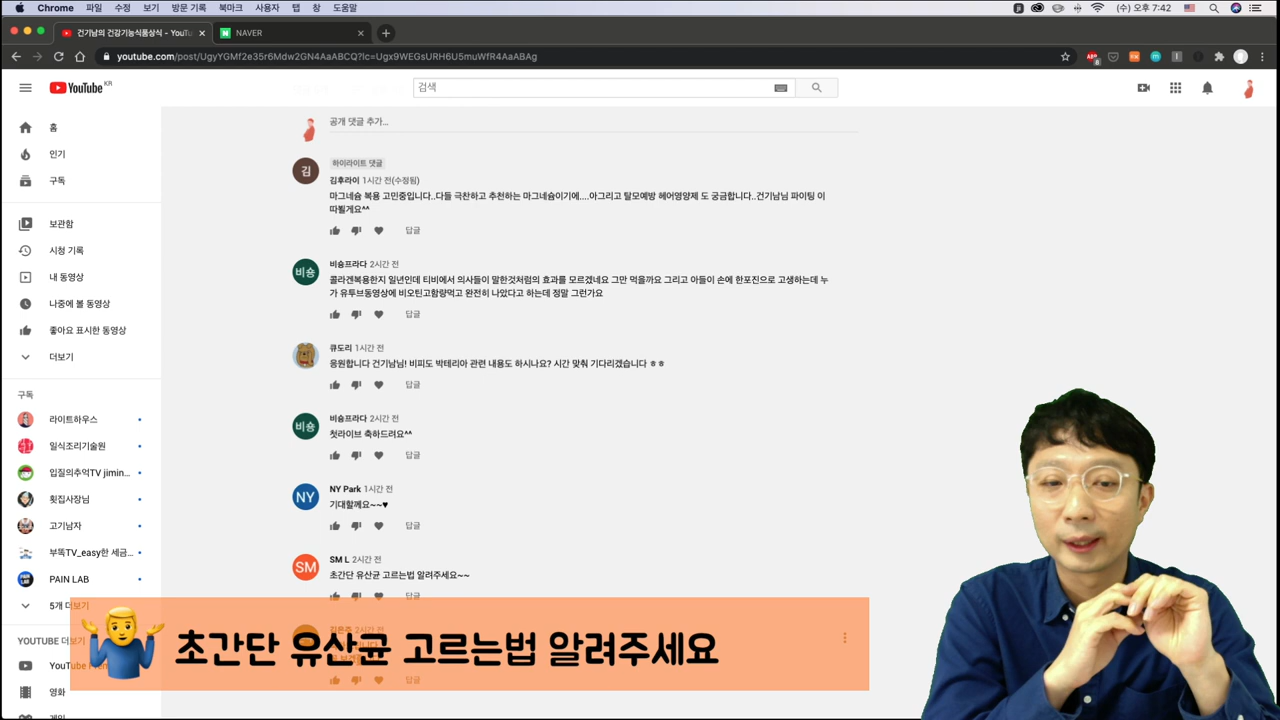 Chrome 파일 수정 보기 방문 기록 북마크 사용자 탭 창 도움말
(수) 오후 7:42
건기남의 건강기능식품상식 - YouTu
NAVER
youtube.com/post/UgyYGMf2e35r6Mdw2GN4AaABCQ?lc=Ugx9WEGsURH6U5muWfR4AaABAg
YouTube KR
검색
홈
인기
구독
보관함
시청 기록
내 동영상
나중에 볼 동영상
좋아요 표시한 동영상
더보기
구독
라이트하우스
일식조리기술원
입질의추억TV jimin...
횟집사장님
고기남자
부뚝TV_easy한 세금...
PAIN LAB
5개 더보기
YOUTUBE 더보
영화
공개 댓글 추가...
김
하이라이트 댓글
김후라이 1시간 전(수정됨)
마그네슘 복용 고민중입니다..다들 극찬하고 추천하는 마그네슘이기에....아그리고 탈모예방 헤어영양제 도 궁금합니다..건기남님 파이팅 이
따뵐게요^^
답글
비숑
비숑프라다 2시간 전
콜라겐복용한지 일년인데 티비에서 의사들이 말한것처럼의 효과를 모르겠네요 그만 먹을까요 그리고 아들이 손에 한포진으로 고생하는데 누
가 유투브동영상에 비오틴고함량먹고 완전히 나았다고 하는데 정말 그런가요
답글
큐도리 1시간 전
응원합니다 건기남님! 비피도 박테리아 관련 내용도 하시나요? 시간 맞춰 기다리겠습니다 ㅎㅎ
답글
비숑
비숑프라다 2시간 전
첫라이브 축하드려요^^
답글
NY
NY Park 1시간 전
기대할께요~~♥
답글
SM
SM L 2시간 전
초간단 유산균 고르는법 알려주세요~~
답글
초간단 유산균 고르는법 알려주세요
답글